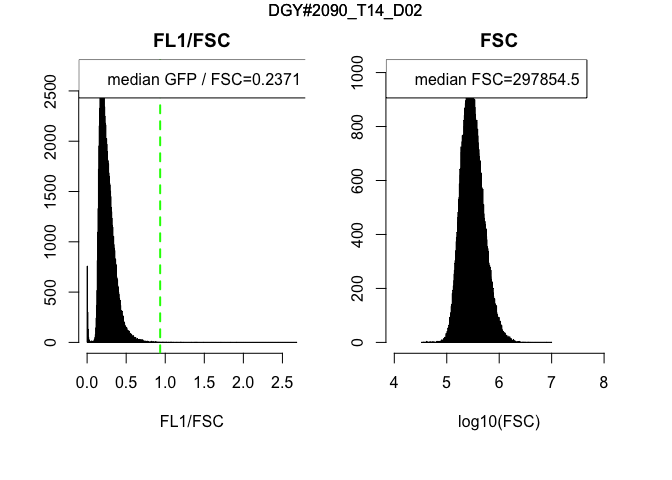 DGY#2090_T14_D02
FL1/FSC
median GFP / FSC=0.2371
0
500
1000
1500
2000
2500
0.0 0.5 1.0 1.5 2.0 2.5
FL1/FSC
FSC
median FSC=297854.5
0
200
400
600
800
1000
4 5 6 7 8
log10(FSC)